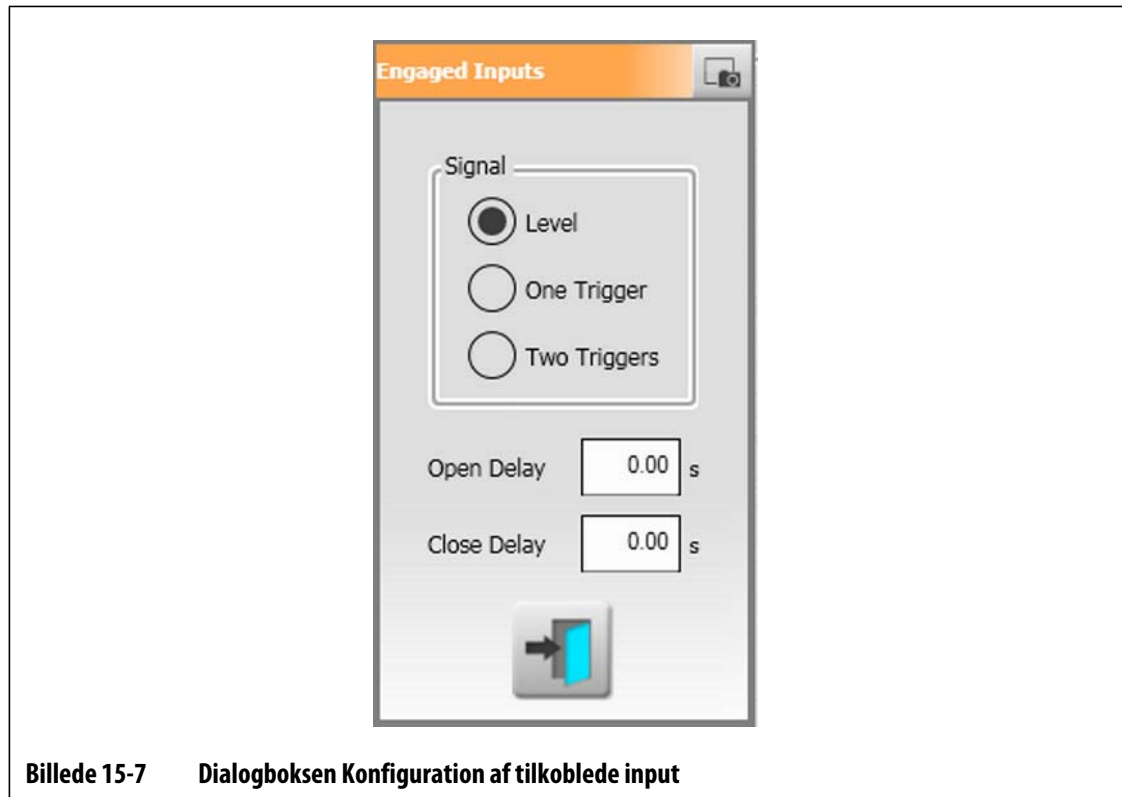 Engaged Inputs
Signal
Level
One Trigger
Two Triggers
Open Delay 0.00 s
Close Delay 0.00 s
Billede 15-7 Dialogboksen Konfiguration af tilkoblede input